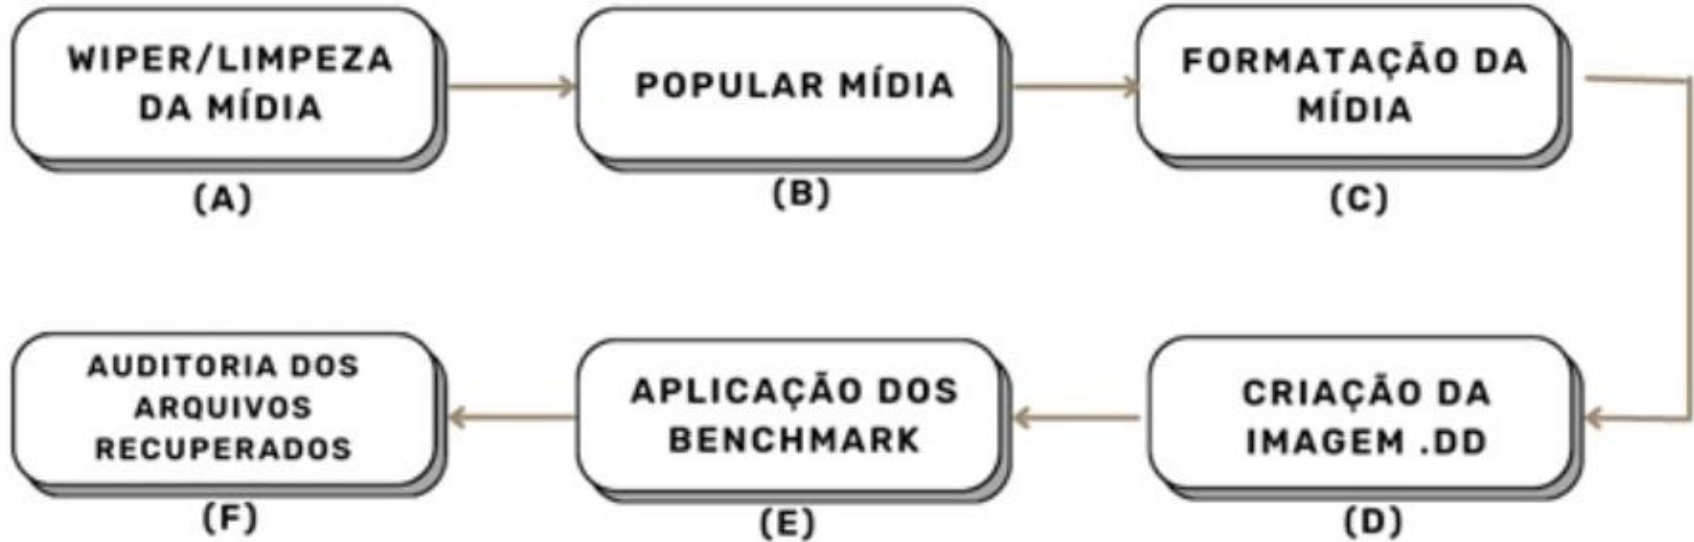 WIPER/LIMPEZA
DA MÍDIA
(A)
POPULAR MÍDIA
(B)
FORMATAÇÃO DA
MÍDIA
(C)
CRIAÇÃO DA
IMAGEM .DD
(D)
APLICAÇÃO DOS
BENCHMARK
(E)
AUDITORIA DOS
ARQUIVOS
RECUPERADOS
(F)